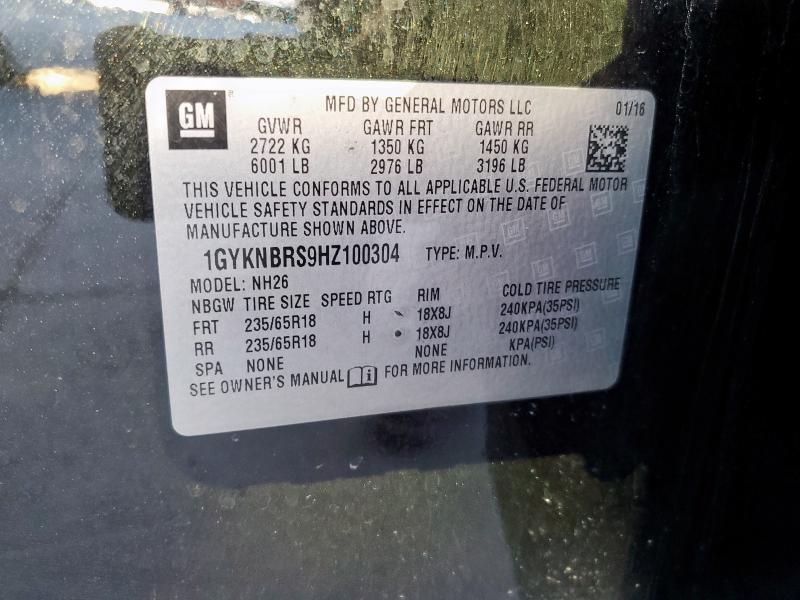 GM MFD BY GENERAL MOTORS LLC 01/16
GVWR GAWR FRT GAWR RR
2722 KG 1350 KG 1450 KG
6001 LB 2976 LB 3196 LB
THIS VEHICLE CONFORMS TO ALL APPLICABLE U.S. FEDERAL MOTOR
VEHICLE SAFETY STANDARDS IN EFFECT ON THE DATE OF
MANUFACTURE SHOWN ABOVE.
1GYKNBRS9HZ100304 TYPE: M.P.V.
MODEL: NH26
NBGW TIRE SIZE SPEED RTG RIM COLD TIRE PRESSURE
FRT 235/65R18 H 18X8J 240KPA(35PSI)
RR 235/65R18 H 18X8J 240KPA(35PSI)
SPA NONE NONE KPA(PSI)
SEE OWNER'S MANUAL FOR MORE INFORMATION.